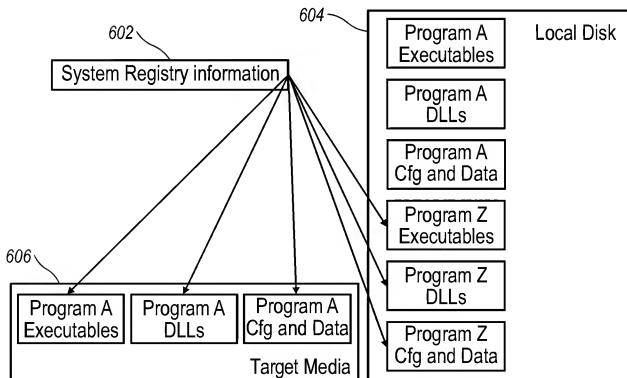 602
System Registry information
604
Local Disk
Program A
Executables
Program A
DLLs
Program A
Cfg and Data
Program Z
Executables
Program Z
DLLs
Program Z
Cfg and Data
606
Program A
Executables
Program A
DLLs
Program A
Cfg and Data
Target Media